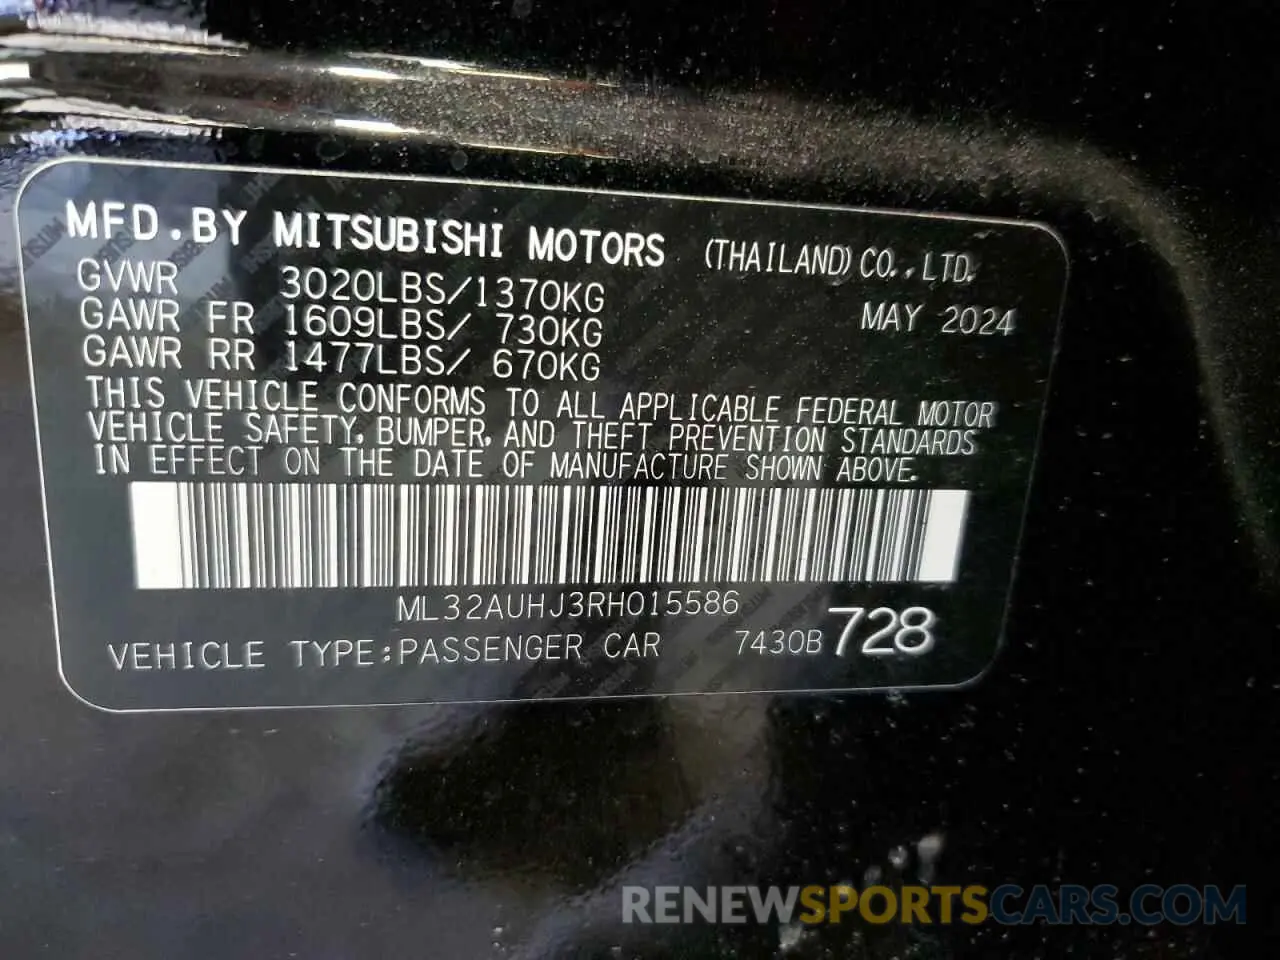 MFD.BY MITSUBISHI MOTORS (THAILAND) CO.,LTD.
GVWR 3020LBS/1370KG
MAY 2024
GAWR FR 1609LBS/ 730KG
GAWR RR 1477LBS/ 670KG
THIS VEHICLE CONFORMS TO ALL APPLICABLE FEDERAL MOTOR
VEHICLE SAFETY, BUMPER, AND THEFT PREVENTION STANDARDS
IN EFFECT ON THE DATE OF MANUFACTURE SHOWN ABOVE.
ML32AUHJ3RH015586
VEHICLE TYPE:PASSENGER CAR 7430B 728
RENEWSPORTSCARS.COM